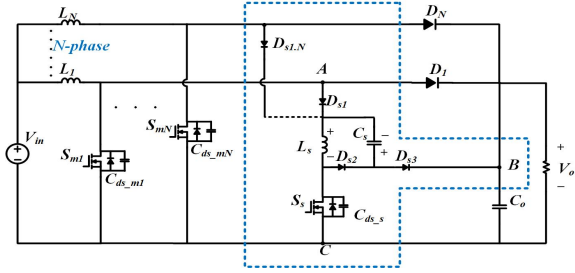 L_N
D_N
N-phase
D_s1.N
L_1
A
D_1
. . .
D_s1
S_mN
C_s
V_in
+
−
+
L_s
−
+
+
V_o
−
C_ds_mN
S_m1
D_s2
D_s3
B
C_ds_m1
S_s
C_o
C_ds_s
C